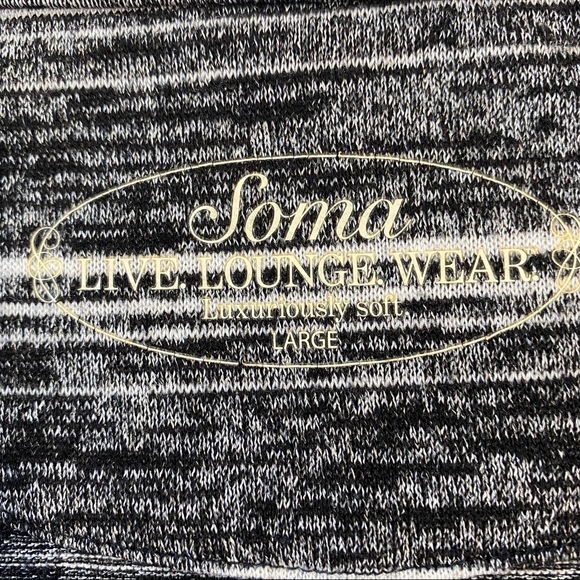 Soma
LIVE. LOUNGE. WEAR.
Luxuriously soft.
LARGE